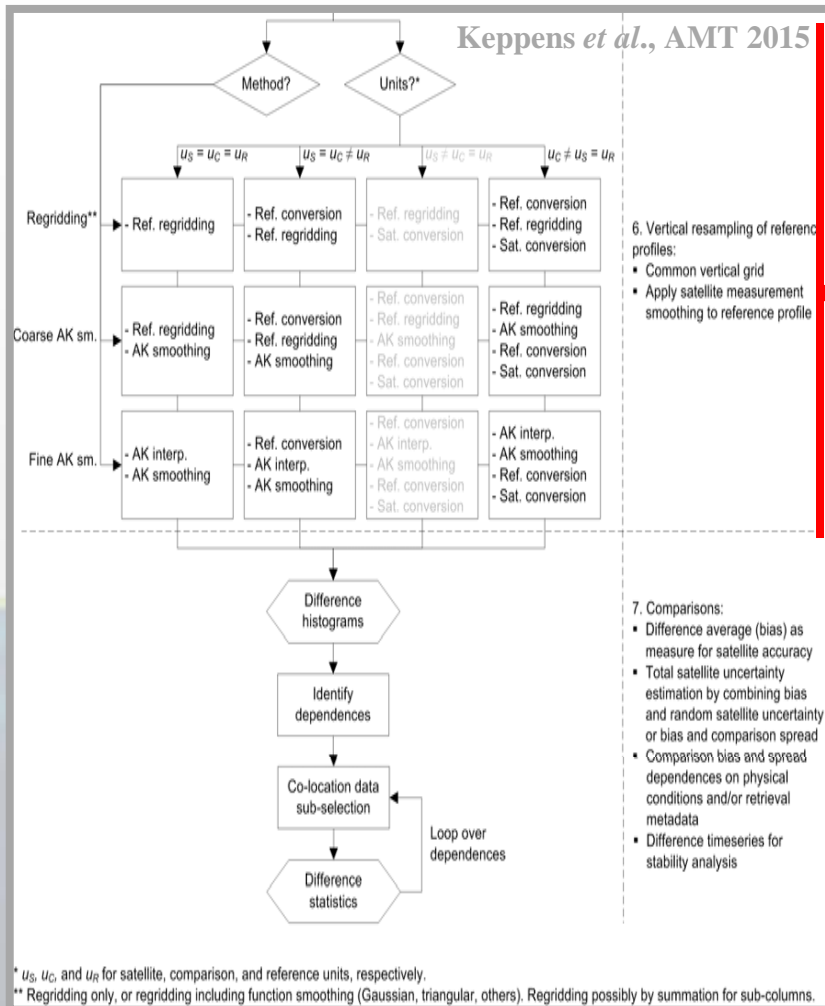 Keppens et al., AMT 2015
Method?
Units?*
uS = uC = uR
uS = uC ≠ uR
uS ≠ uC = uR
uC ≠ uS = uR
Regridding**
- Ref. regridding
- Ref. conversion
- Ref. regridding
- Ref. regridding
- Sat. conversion
- Ref. conversion
- Ref. regridding
- Sat. conversion
Coarse AK sm.
- Ref. regridding
- AK smoothing
- Ref. conversion
- Ref. regridding
- AK smoothing
- Ref. conversion
- Ref. regridding
- AK smoothing
- Ref. conversion
- Sat. conversion
- Ref. regridding
- AK smoothing
- Ref. conversion
- Sat. conversion
Fine AK sm.
- AK interp.
- AK smoothing
- Ref. conversion
- AK interp.
- AK smoothing
- Ref. conversion
- AK interp.
- AK smoothing
- Ref. conversion
- Sat. conversion
- AK interp.
- AK smoothing
- Ref. conversion
- Sat. conversion
6. Vertical resampling of referenc
profiles:
▪ Common vertical grid
▪ Apply satellite measurement
smoothing to reference profile
Difference
histograms
Identify
dependences
Co-location data
sub-selection
Loop over
dependences
Difference
statistics
7. Comparisons:
▪ Difference average (bias) as
measure for satellite accuracy
▪ Total satellite uncertainty
estimation by combining bias
and random satellite uncertainty
or bias and comparison spread
▪ Comparison bias and spread
dependences on physical
conditions and/or retrieval
metadata
▪ Difference timeseries for
stability analysis
* uS, uC, and uR for satellite, comparison, and reference units, respectively.
** Regridding only, or regridding including function smoothing (Gaussian, triangular, others). Regridding possibly by summation for sub-columns.